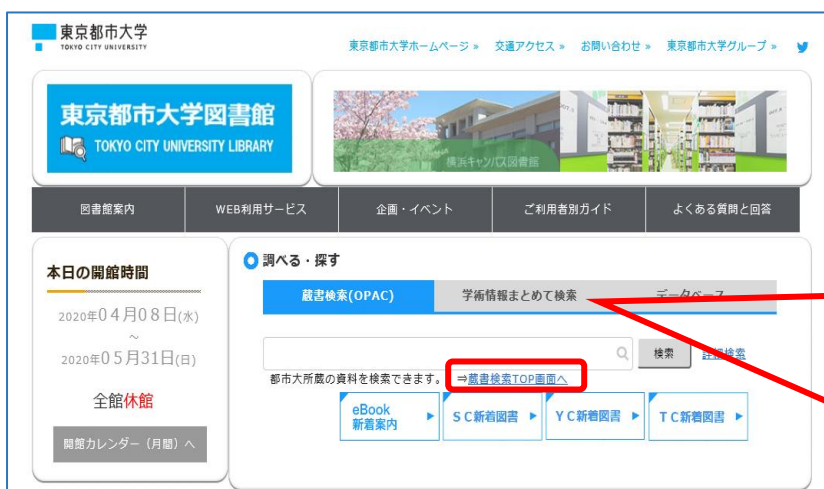 東京都市大学
TOKYO CITY UNIVERSITY
東京都市大学ホームページ » 交通アクセス » お問い合わせ » 東京都市大学グループ »
東京都市大学図書館
TOKYO CITY UNIVERSITY LIBRARY
横浜キャンパス図書館
図書館案内 WEB利用サービス 企画・イベント ご利用者別ガイド よくある質問と回答
本日の開館時間
2020年04月08日(水)
~
2020年05月31日(日)
全館休館
開館カレンダー（月間）へ
調べる・探す
蔵書検索(OPAC) 学術情報まとめて検索 データベース
検索 詳細検索
都市大所蔵の資料を検索できます。 ⇒蔵書検索TOP画面へ
eBook
新着案内
ＳＣ新着図書
ＹＣ新着図書
ＴＣ新着図書